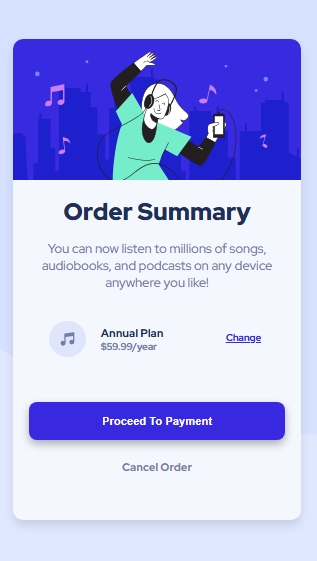 Order Summary
You can now listen to millions of songs,
audiobooks, and podcasts on any device
anywhere you like!
Annual Plan
$59.99/year
Change
Proceed To Payment
Cancel Order